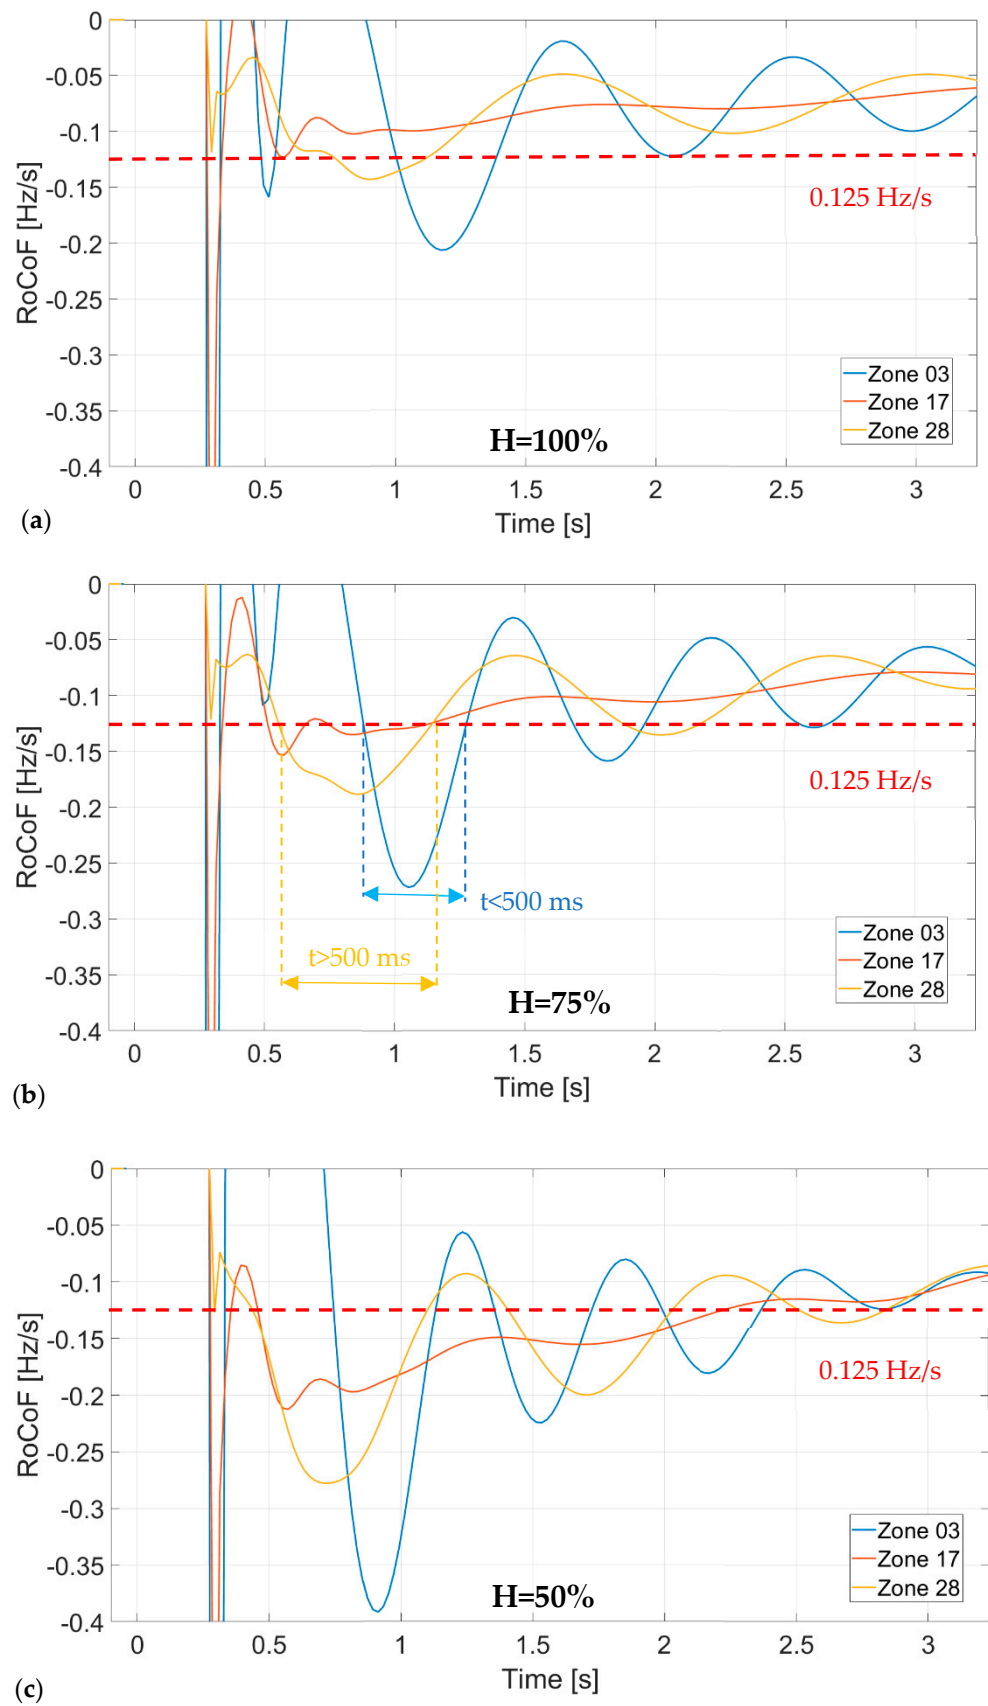 0
-0.05
-0.1
-0.15
-0.2
-0.25
-0.3
-0.35
-0.4
RoCoF [Hz/s]
0.125 Hz/s
Zone 03
Zone 17
Zone 28
H=100%
0 0.5 1 1.5 2 2.5 3
Time [s]
(a)
0
-0.05
-0.1
-0.15
-0.2
-0.25
-0.3
-0.35
-0.4
RoCoF [Hz/s]
0.125 Hz/s
t<500 ms
t>500 ms
Zone 03
Zone 17
Zone 28
H=75%
0 0.5 1 1.5 2 2.5 3
Time [s]
(b)
0
-0.05
-0.1
-0.15
-0.2
-0.25
-0.3
-0.35
-0.4
RoCoF [Hz/s]
0.125 Hz/s
Zone 03
Zone 17
Zone 28
H=50%
0 0.5 1 1.5 2 2.5 3
Time [s]
(c)